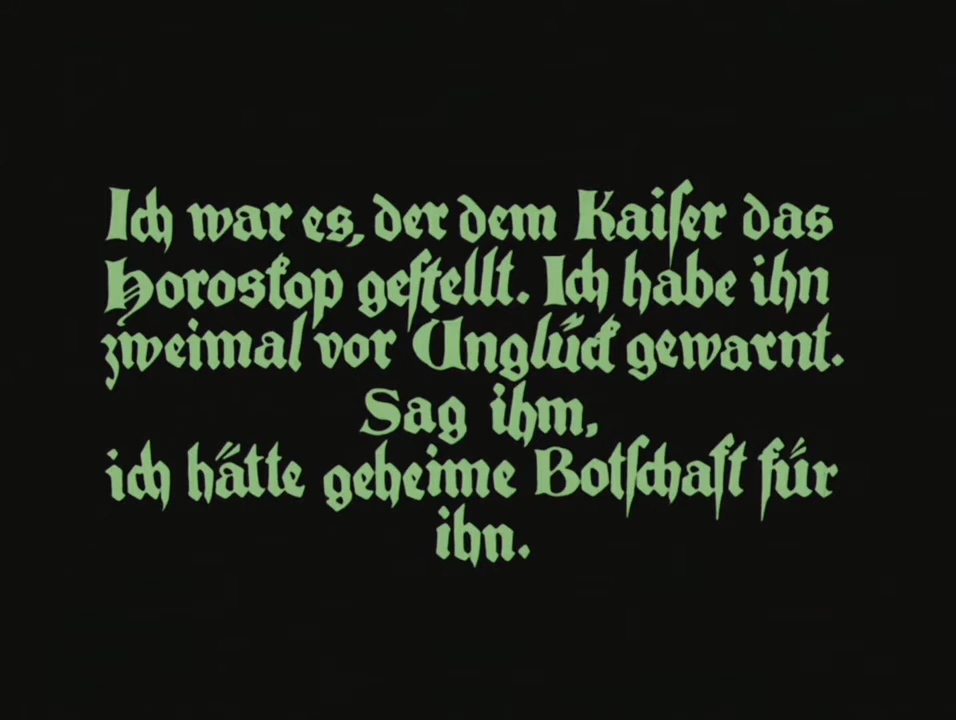 Ich war es, der dem Kaiſer das
Horoskop geſtellt. Ich habe ihn
zweimal vor Unglück gewarnt.
Sag ihm,
ich hätte geheime Botſchaft für
ihn.